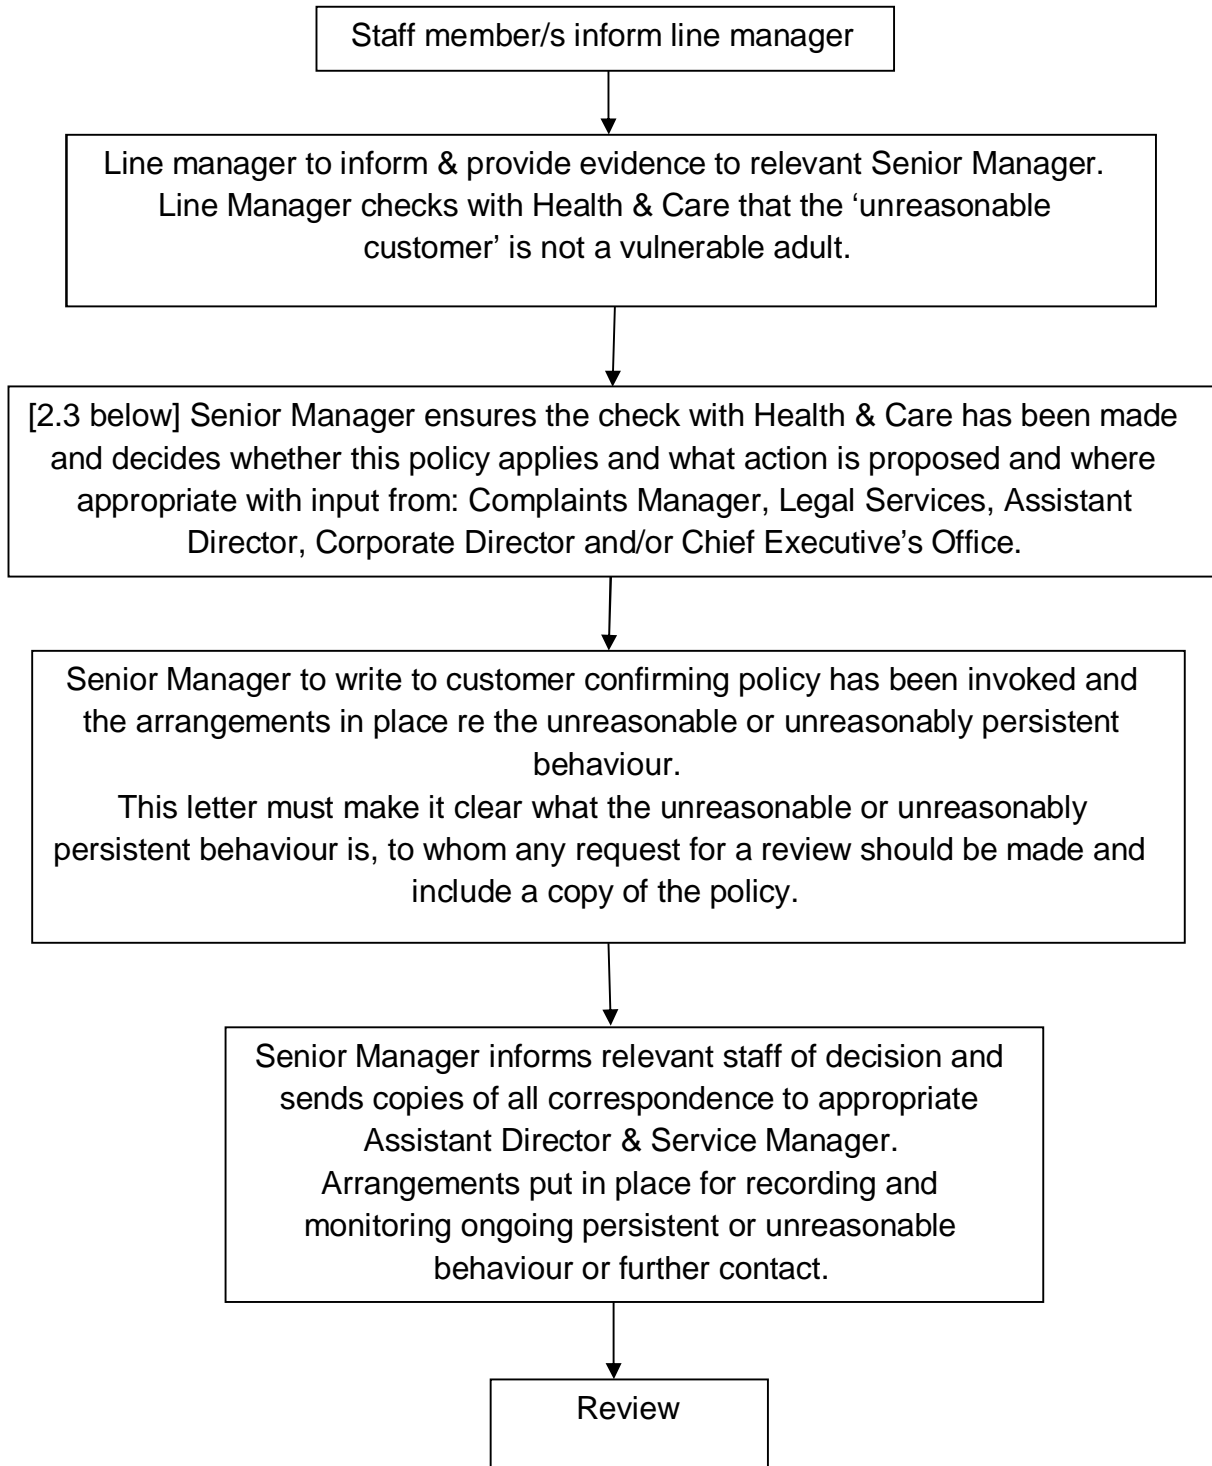 Staff member/s inform line manager
Line manager to inform & provide evidence to relevant Senior Manager.
Line Manager checks with Health & Care that the ‘unreasonable
customer’ is not a vulnerable adult.
[2.3 below] Senior Manager ensures the check with Health & Care has been made
and decides whether this policy applies and what action is proposed and where
appropriate with input from: Complaints Manager, Legal Services, Assistant
Director, Corporate Director and/or Chief Executive’s Office.
Senior Manager to write to customer confirming policy has been invoked and
the arrangements in place re the unreasonable or unreasonably persistent
behaviour.
This letter must make it clear what the unreasonable or unreasonably
persistent behaviour is, to whom any request for a review should be made and
include a copy of the policy.
Senior Manager informs relevant staff of decision and
sends copies of all correspondence to appropriate
Assistant Director & Service Manager.
Arrangements put in place for recording and
monitoring ongoing persistent or unreasonable
behaviour or further contact.
Review